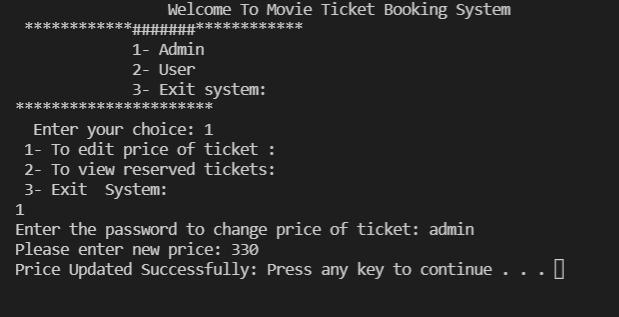 Welcome To Movie Ticket Booking System
************#######************
1- Admin
2- User
3- Exit system:
**********************
Enter your choice: 1
1- To edit price of ticket :
2- To view reserved tickets:
3- Exit  System:
1
Enter the password to change price of ticket: admin
Please enter new price: 330
Price Updated Successfully: Press any key to continue . . .